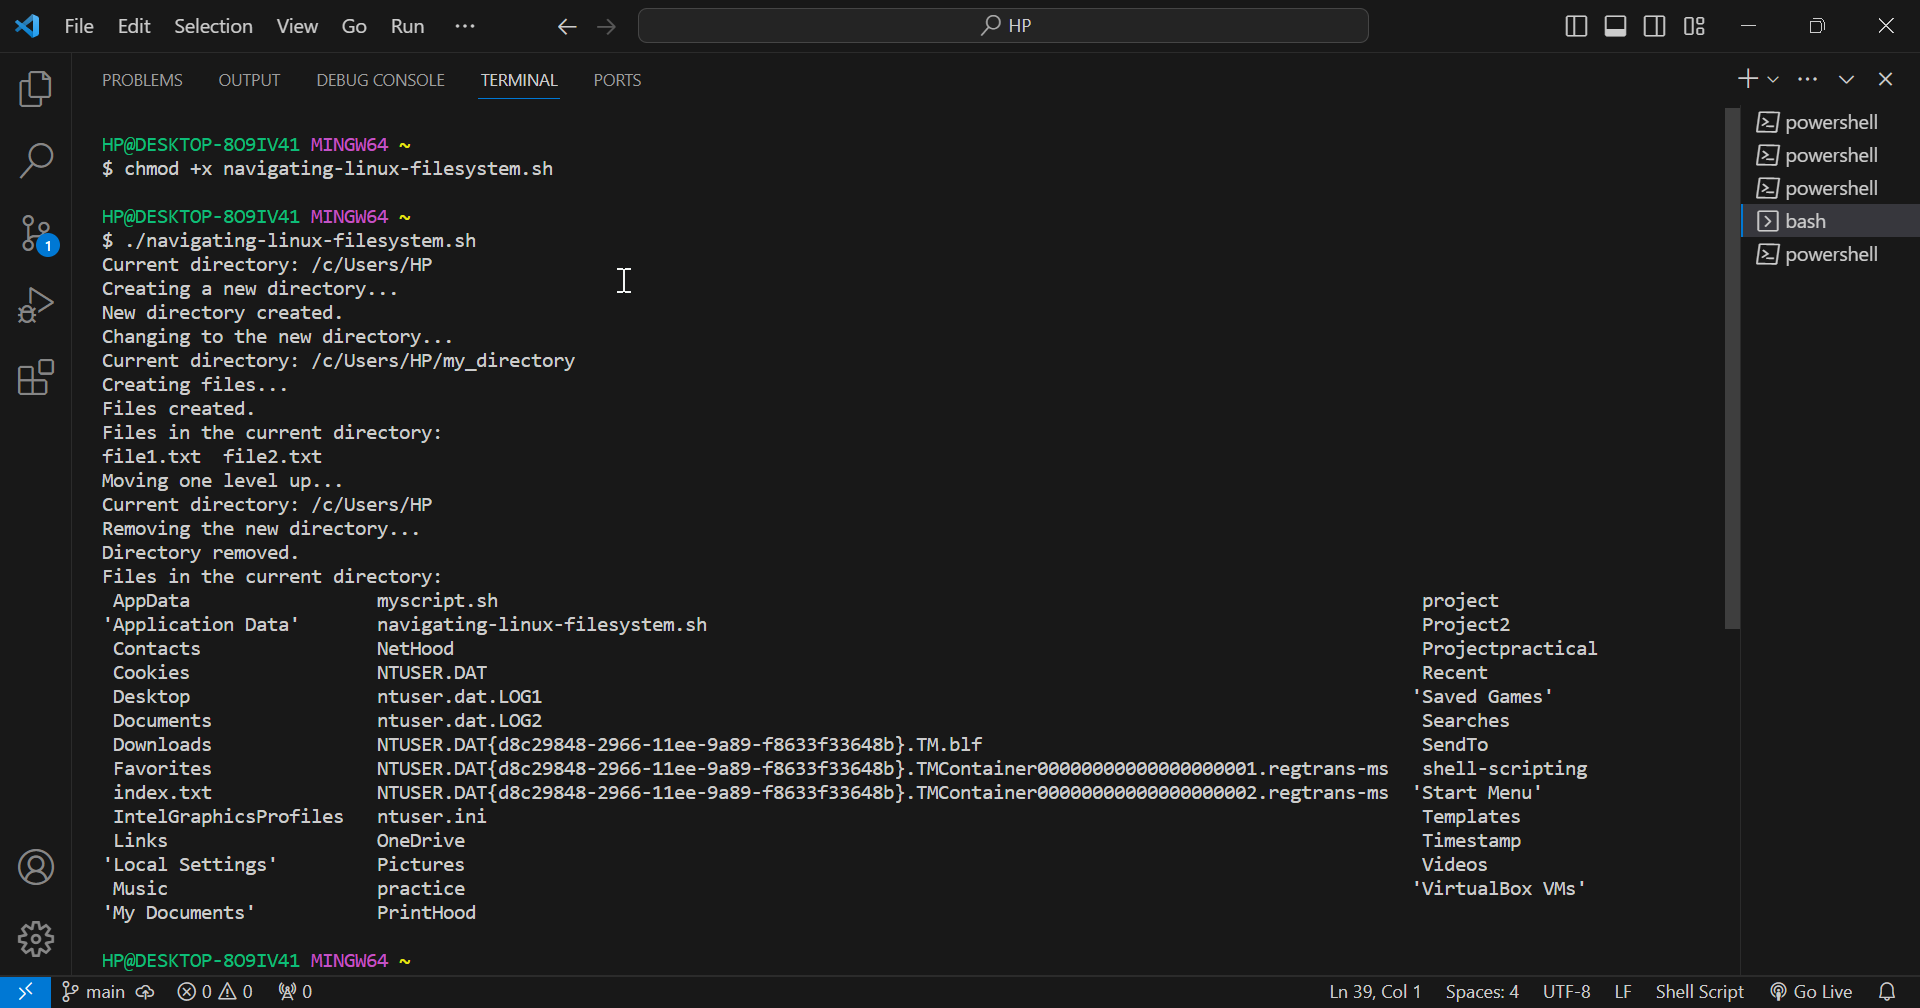 File Edit Selection View Go Run ··· HP
PROBLEMS OUTPUT DEBUG CONSOLE TERMINAL PORTS
powershell
powershell
powershell
bash
powershell
HP@DESKTOP-8O9IV41 MINGW64 ~
$ chmod +x navigating-linux-filesystem.sh
HP@DESKTOP-8O9IV41 MINGW64 ~
$ ./navigating-linux-filesystem.sh
Current directory: /c/Users/HP
Creating a new directory...
New directory created.
Changing to the new directory...
Current directory: /c/Users/HP/my_directory
Creating files...
Files created.
Files in the current directory:
file1.txt  file2.txt
Moving one level up...
Current directory: /c/Users/HP
Removing the new directory...
Directory removed.
Files in the current directory:
AppData myscript.sh project
'Application Data' navigating-linux-filesystem.sh Project2
Contacts NetHood Projectpractical
Cookies NTUSER.DAT Recent
Desktop ntuser.dat.LOG1 'Saved Games'
Documents ntuser.dat.LOG2 Searches
Downloads NTUSER.DAT{d8c29848-2966-11ee-9a89-f8633f33648b}.TM.blf SendTo
Favorites NTUSER.DAT{d8c29848-2966-11ee-9a89-f8633f33648b}.TMContainer00000000000000000001.regtrans-ms shell-scripting
index.txt NTUSER.DAT{d8c29848-2966-11ee-9a89-f8633f33648b}.TMContainer00000000000000000002.regtrans-ms 'Start Menu'
IntelGraphicsProfiles ntuser.ini Templates
Links OneDrive Timestamp
'Local Settings' Pictures Videos
Music practice 'VirtualBox VMs'
'My Documents' PrintHood
HP@DESKTOP-8O9IV41 MINGW64 ~
1
main 0 0 0 Ln 39, Col 1 Spaces: 4 UTF-8 LF Shell Script Go Live